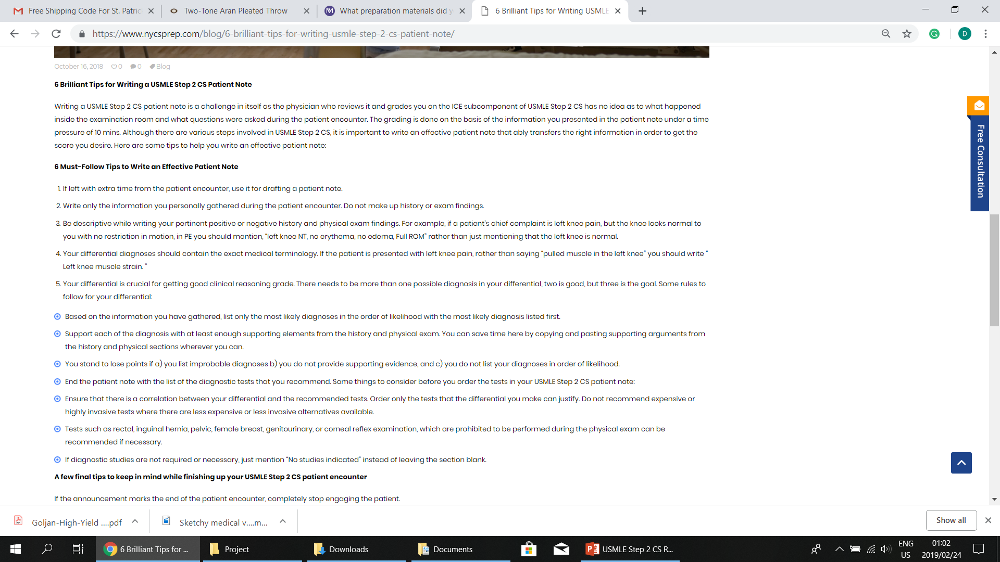 Free Shipping Code For St. Patric
Two-Tone Aran Pleated Throw
What preparation materials did y
6 Brilliant Tips for Writing USMLE
https://www.nycsprep.com/blog/6-brilliant-tips-for-writing-usmle-step-2-cs-patient-note/
D
October 16, 2018 0 0 Blog
6 Brilliant Tips for Writing a USMLE Step 2 CS Patient Note
Writing a USMLE Step 2 CS patient note is a challenge in itself as the physician who reviews it and grades you on the ICE subcomponent of USMLE Step 2 CS has no idea as to what happened
inside the examination room and what questions were asked during the patient encounter. The grading is done on the basis of the information you presented in the patient note under a time
pressure of 10 mins. Although there are various steps involved in USMLE Step 2 CS, it is important to write an effective patient note that ably transfers the right information in order to get the
score you desire. Here are some tips to help you write an effective patient note:
6 Must-Follow Tips to Write an Effective Patient Note
1. If left with extra time from the patient encounter, use it for drafting a patient note.
2. Write only the information you personally gathered during the patient encounter. Do not make up history or exam findings.
3. Be descriptive while writing your pertinent positive or negative history and physical exam findings. For example, if a patient's chief complaint is left knee pain, but the knee looks normal to
you with no restriction in motion, in PE you should mention, “left knee NT, no erythema, no edema, Full ROM” rather than just mentioning that the left knee is normal.
4. Your differential diagnoses should contain the exact medical terminology. If the patient is presented with left knee pain, rather than saying “pulled muscle in the left knee” you should write “
Left knee muscle strain. ”
5. Your differential is crucial for getting good clinical reasoning grade. There needs to be more than one possible diagnosis in your differential, two is good, but three is the goal. Some rules to
follow for your differential:
Based on the information you have gathered, list only the most likely diagnoses in the order of likelihood with the most likely diagnosis listed first.
Support each of the diagnosis with at least enough supporting elements from the history and physical exam. You can save time here by copying and pasting supporting arguments from
the history and physical sections wherever you can.
You stand to lose points if a) you list improbable diagnoses b) you do not provide supporting evidence, and c) you do not list your diagnoses in order of likelihood.
End the patient note with the list of the diagnostic tests that you recommend. Some things to consider before you order the tests in your USMLE Step 2 CS patient note:
Ensure that there is a correlation between your differential and the recommended tests. Order only the tests that the differential you make can justify. Do not recommend expensive or
highly invasive tests where there are less expensive or less invasive alternatives available.
Tests such as rectal, inguinal hernia, pelvic, female breast, genitourinary, or corneal reflex examination, which are prohibited to be performed during the physical exam can be
recommended if necessary.
If diagnostic studies are not required or necessary, just mention “No studies indicated” instead of leaving the section blank.
A few final tips to keep in mind while finishing up your USMLE Step 2 CS patient encounter
If the announcement marks the end of the patient encounter, completely stop engaging the patient.
Free Consultation
Goljan-High-Yield ....pdf
Sketchy medical v....m...
Show all
6 Brilliant Tips for ...
Project
Downloads
Documents
USMLE Step 2 CS R...
ENG
US
01:02
2019/02/24